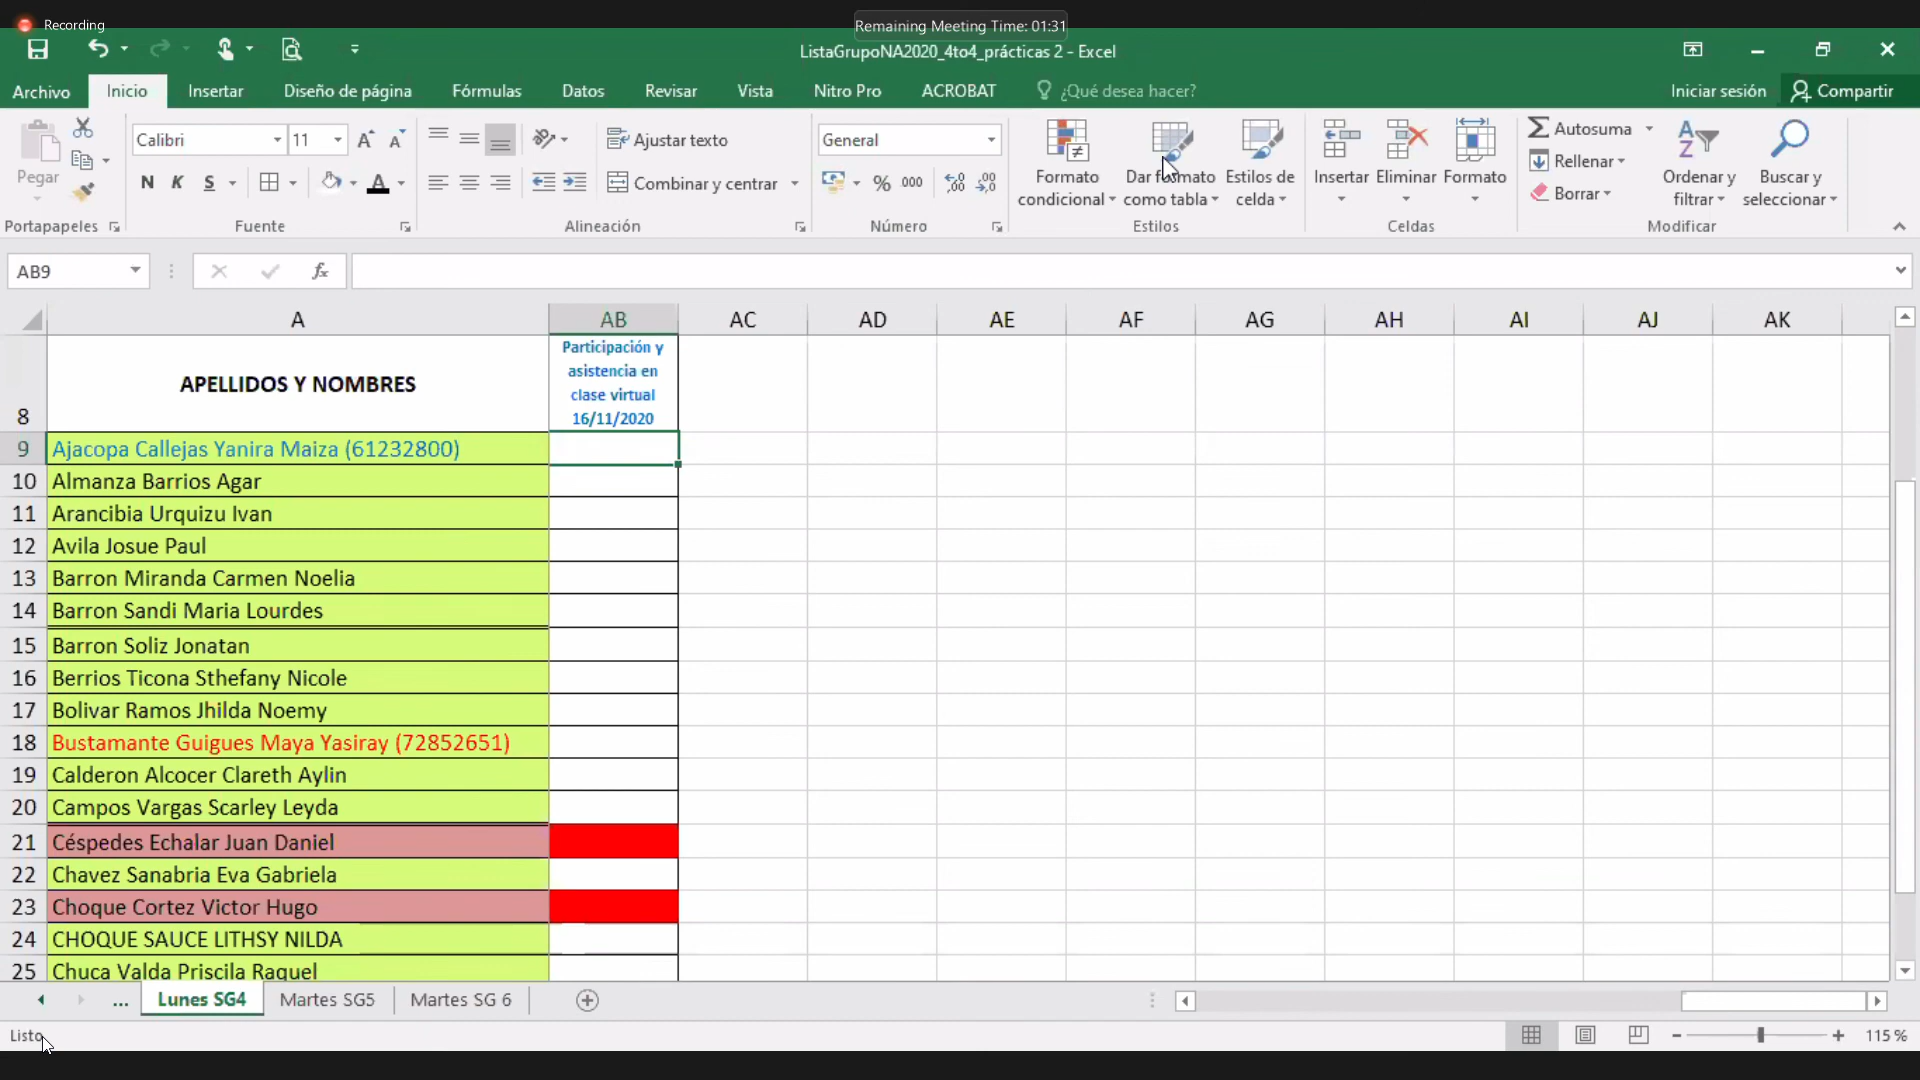 Recording
Remaining Meeting Time: 01:31
ListaGrupoNA2020_4to4_prácticas 2 - Excel
Archivo Inicio Insertar Diseño de página Fórmulas Datos Revisar Vista Nitro Pro ACROBAT ¿Qué desea hacer? Iniciar sesión Compartir
Pegar
Portapapeles
Calibri 11
N K S
Fuente
Ajustar texto
Combinar y centrar
Alineación
General
% 000
Número
Formato condicional
Dar formato como tabla
Estilos de celda
Estilos
Insertar Eliminar Formato
Celdas
Autosuma
Rellenar
Borrar
Ordenar y filtrar
Buscar y seleccionar
Modificar
AB9 fx
A AB AC AD AE AF AG AH AI AJ AK
8 APELLIDOS Y NOMBRES
Participación y
asistencia en
clase virtual
16/11/2020
9 Ajacopa Callejas Yanira Maiza (61232800)
10 Almanza Barrios Agar
11 Arancibia Urquizu Ivan
12 Avila Josue Paul
13 Barron Miranda Carmen Noelia
14 Barron Sandi Maria Lourdes
15 Barron Soliz Jonatan
16 Berrios Ticona Sthefany Nicole
17 Bolivar Ramos Jhilda Noemy
18 Bustamante Guigues Maya Yasiray (72852651)
19 Calderon Alcocer Clareth Aylin
20 Campos Vargas Scarley Leyda
21 Céspedes Echalar Juan Daniel
22 Chavez Sanabria Eva Gabriela
23 Choque Cortez Victor Hugo
24 CHOQUE SAUCE LITHSY NILDA
25 Chuca Valda Priscila Raquel
... Lunes SG4 Martes SG5 Martes SG 6
Listo
115 %